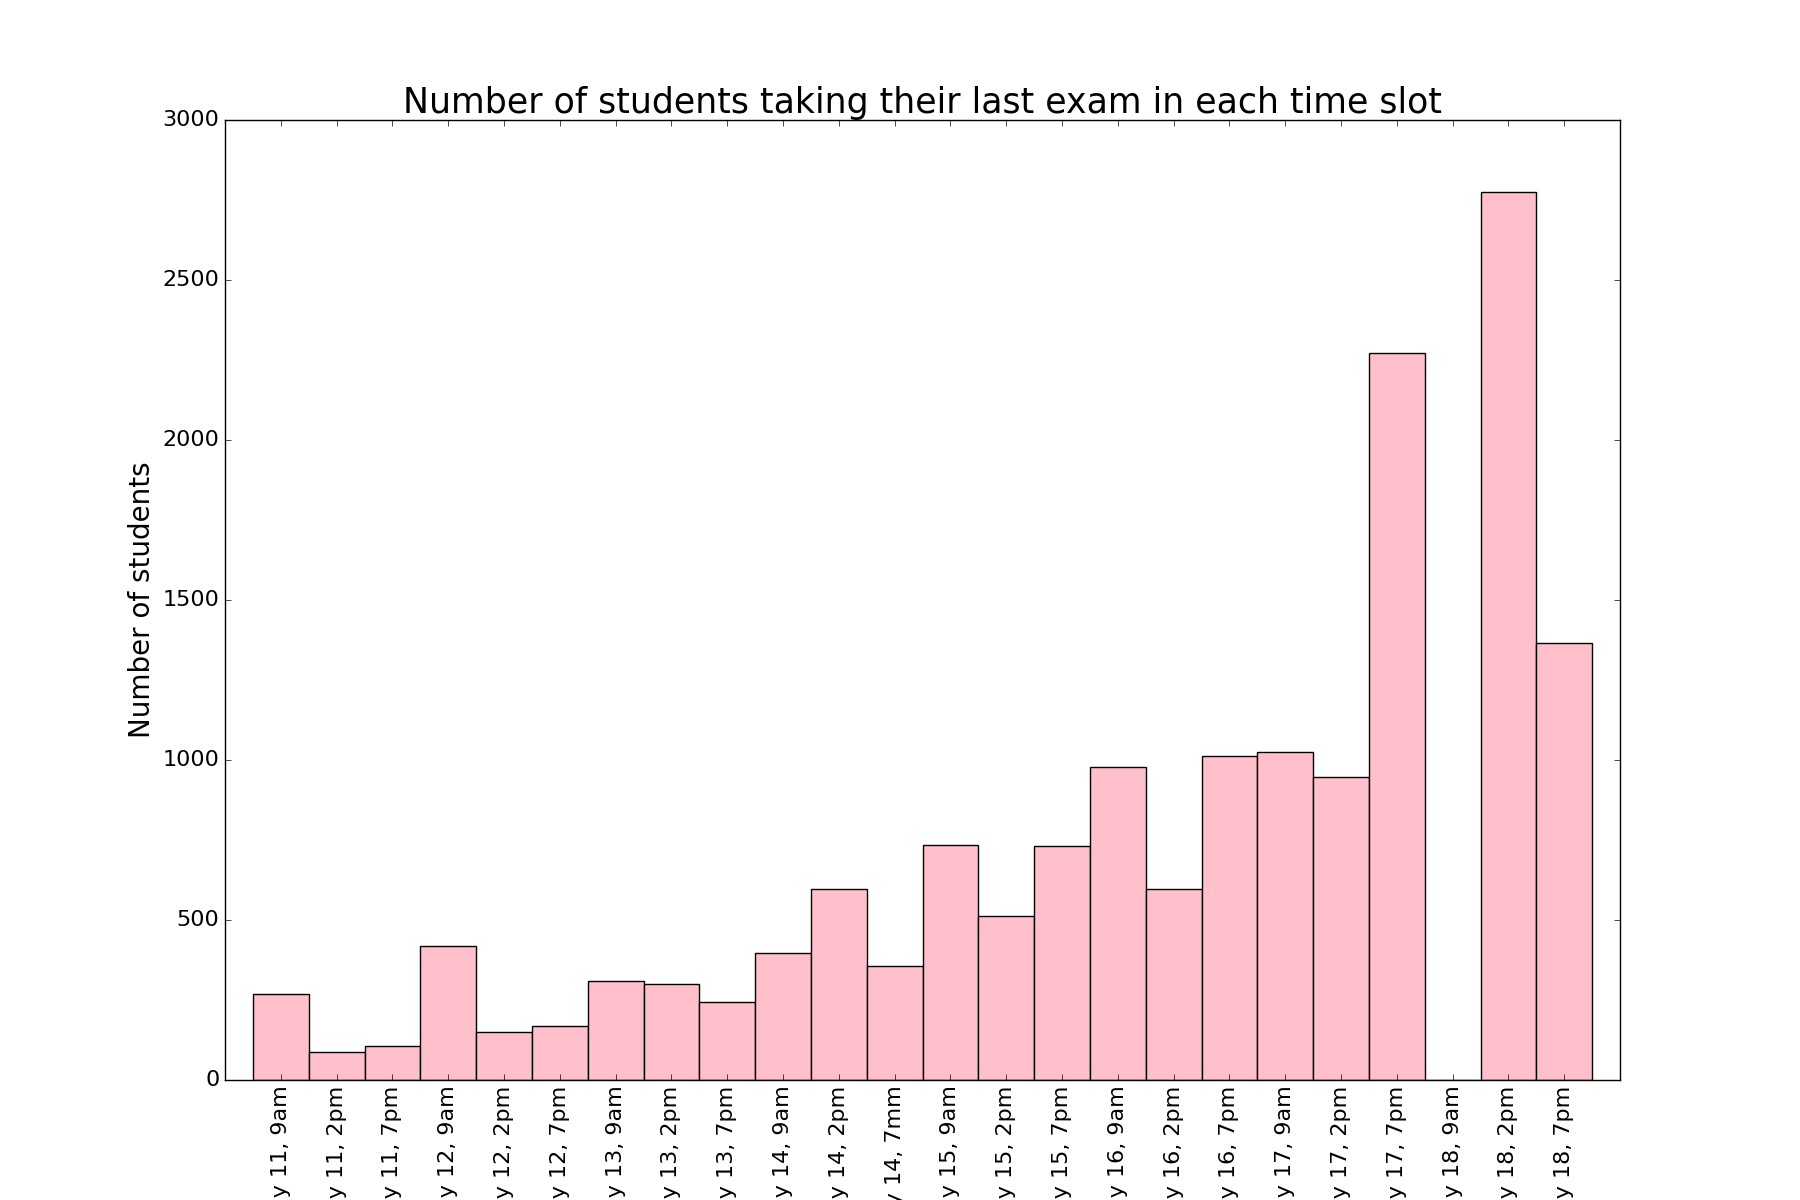 Number of students taking their last exam in each time slot
Number of students
3000
2500
2000
1500
1000
500
0
y 11, 9am
y 11, 2pm
y 11, 7pm
y 12, 9am
y 12, 2pm
y 12, 7pm
y 13, 9am
y 13, 2pm
y 13, 7pm
y 14, 9am
y 14, 2pm
y 14, 7mm
y 15, 9am
y 15, 2pm
y 15, 7pm
y 16, 9am
y 16, 2pm
y 16, 7pm
y 17, 9am
y 17, 2pm
y 17, 7pm
y 18, 9am
y 18, 2pm
y 18, 7pm